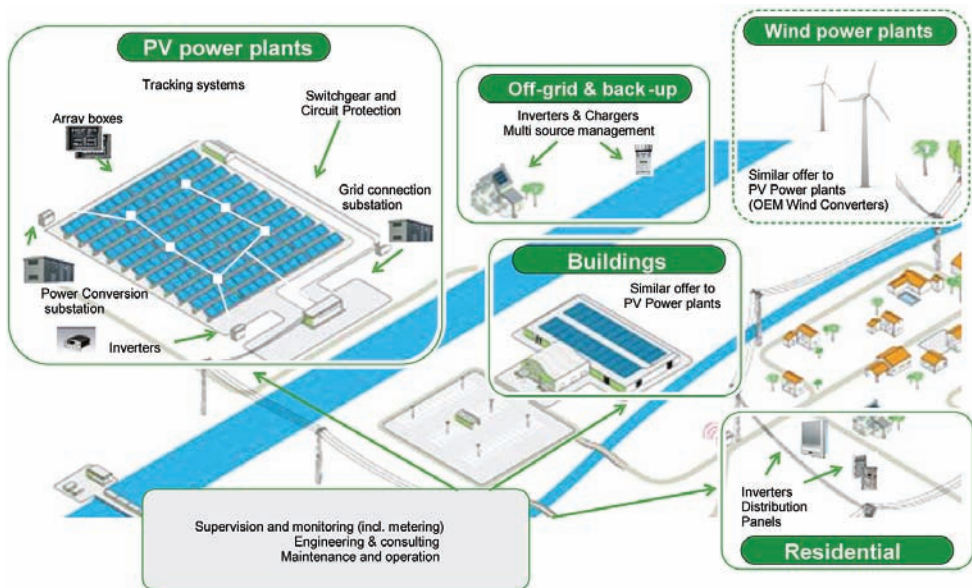 PV power plants
Tracking systems
Switchgear and
Circuit Protection
Arrav boxes
Grid connection
substation
Power Conversion
substation
Inverters
Off-grid & back-up
Inverters & Chargers
Multi source management
Wind power plants
Similar offer to
PV Power plants
(OEM Wind Converters)
Buildings
Similar offer to
PV Power plants
Inverters
Distribution
Panels
Residential
Supervision and monitoring (incl. metering)
Engineering & consulting
Maintenance and operation